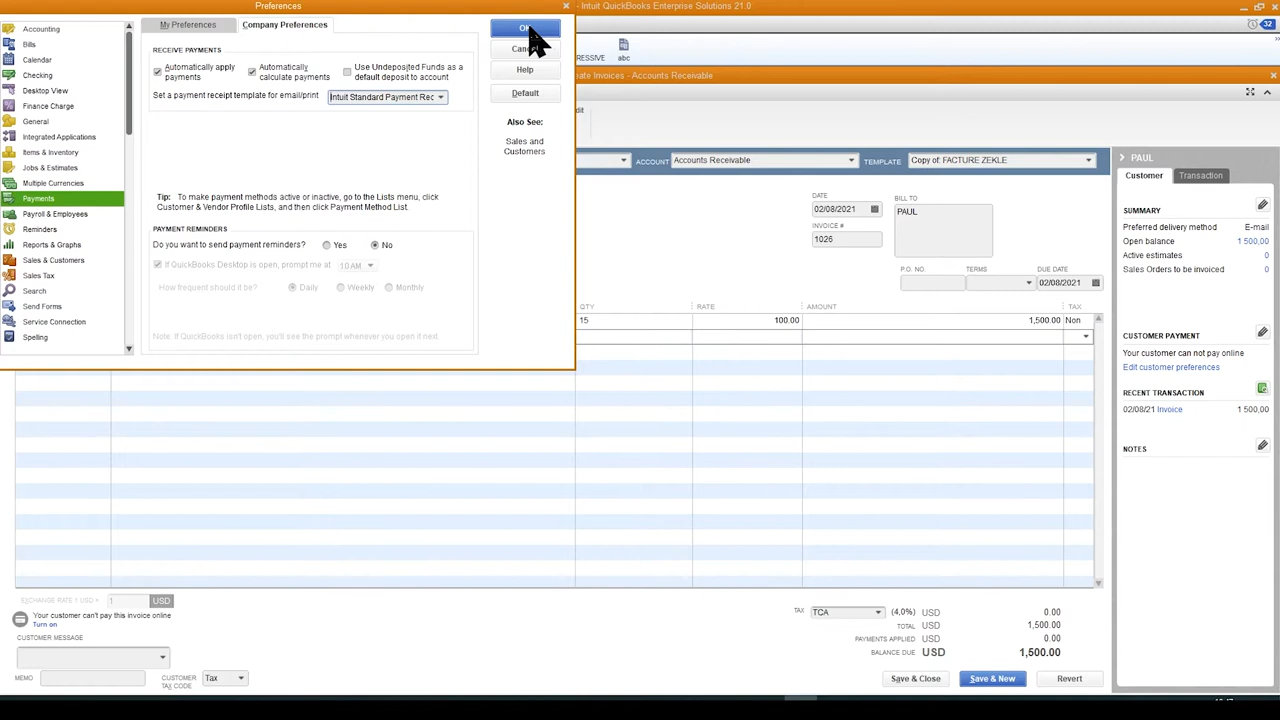 Preferences
- Intuit QuickBooks Enterprise Solutions 21.0
32
My Preferences
Company Preferences
Accounting
Bills
Calendar
Checking
Desktop View
Finance Charge
General
Integrated Applications
Items & Inventory
Jobs & Estimates
Multiple Currencies
Payments
Payroll & Employees
Reminders
Reports & Graphs
Sales & Customers
Sales Tax
Search
Send Forms
Service Connection
Spelling
RECEIVE PAYMENTS
Automatically apply
payments
Automatically
calculate payments
Use Undeposited Funds as a
default deposit to account
Set a payment receipt template for email/print
Intuit Standard Payment Rec
Tip: To make payment methods active or inactive, go to the Lists menu, click
Customer & Vendor Profile Lists, and then click Payment Method List.
PAYMENT REMINDERS
Do you want to send payment reminders? Yes No
If QuickBooks Desktop is open, prompt me at 10 AM
How frequent should it be? Daily Weekly Monthly
Note: If QuickBooks isn't open, you'll see the prompt whenever you open it next.
Help
Default
Also See:
Sales and
Customers
RESSIVE
abc
ate Invoices - Accounts Receivable
dit
ACCOUNT Accounts Receivable
TEMPLATE Copy of: FACTURE ZEKLE
DATE
02/08/2021
INVOICE #
1026
BILL TO
PAUL
P.O. NO.
TERMS
DUE DATE
02/08/2021
QTY RATE AMOUNT TAX
15 100.00 1,500.00 Non
EXCHANGE RATE 1 USD = 1 USD
Your customer can't pay this invoice online
Turn on
CUSTOMER MESSAGE
MEMO
CUSTOMER
TAX CODE
Tax
TAX TCA (4,0%) USD 0.00
TOTAL USD 1,500.00
PAYMENTS APPLIED USD 0.00
BALANCE DUE USD 1,500.00
Save & Close
Save & New
Revert
PAUL
Customer
Transaction
SUMMARY
Preferred delivery method E-mail
Open balance 1 500,00
Active estimates 0
Sales Orders to be invoiced 0
CUSTOMER PAYMENT
Your customer can not pay online
Edit customer preferences
RECENT TRANSACTION
02/08/21 Invoice 1 500,00
NOTES